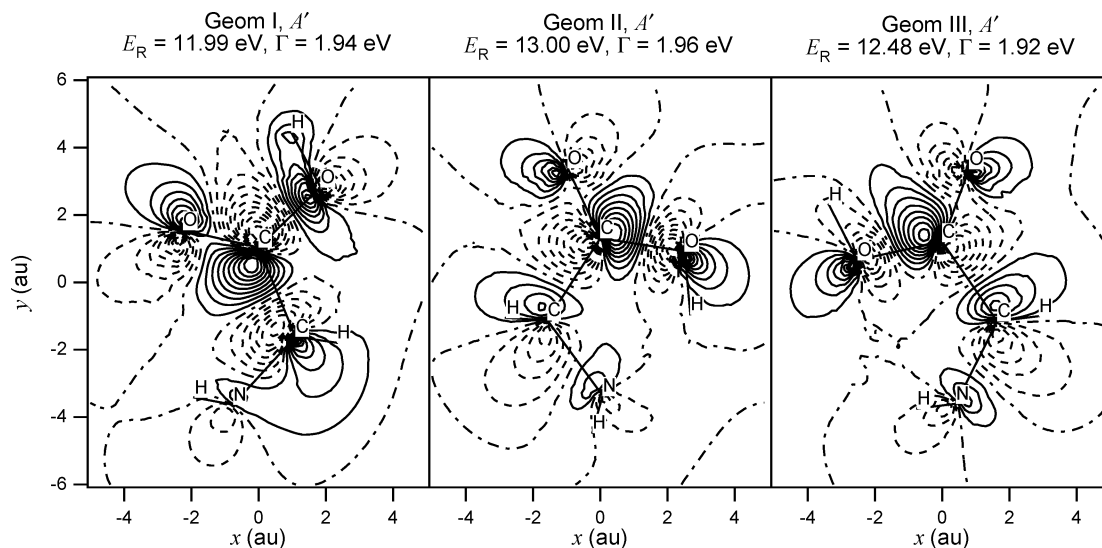 Geom I, A′
E_R = 11.99 eV, Γ = 1.94 eV
Geom II, A′
E_R = 13.00 eV, Γ = 1.96 eV
Geom III, A′
E_R = 12.48 eV, Γ = 1.92 eV
6
4
2
0
-2
-4
-6
y (au)
H
O
O
C
C
H
H
N
O
C
O
H
H
C
N
H
O
H
O
C
H
C
H
N
-4 -2 0 2 4
-4 -2 0 2 4
-4 -2 0 2 4
x (au)
x (au)
x (au)